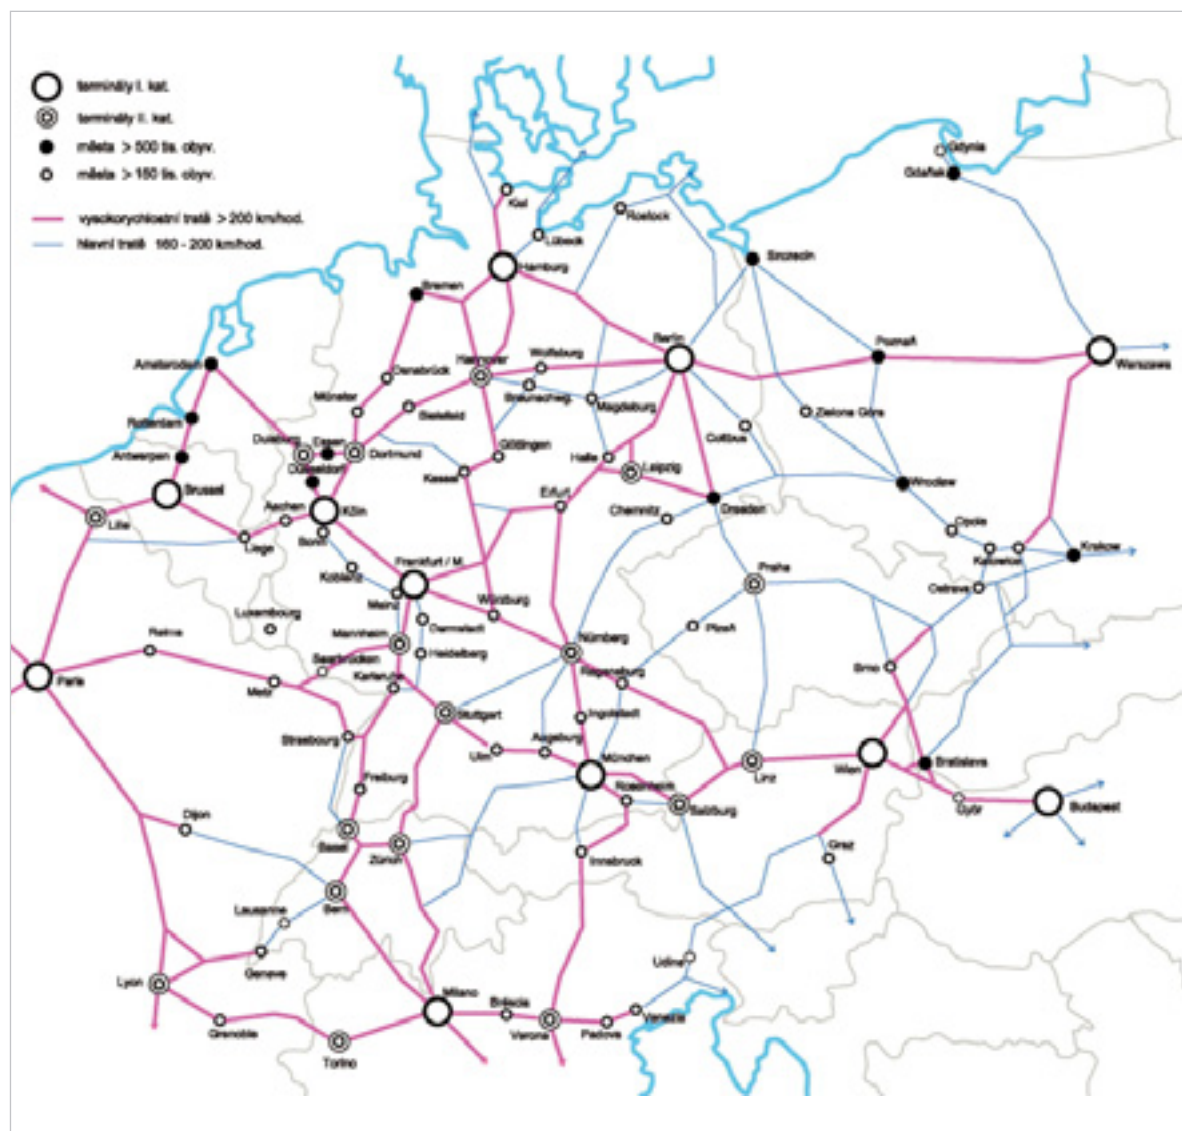 terminály I. kat.
terminály II. kat.
města > 500 tis. obyv.
města > 150 tis. obyv.
vysokorychlostní tratě > 200 km/hod.
hlavní tratě 160 - 200 km/hod.
Gdynia
Gdańsk
Kiel
Rostock
Lübeck
Szczecin
Hamburg
Bremen
Berlin
Poznań
Warszawa
Hannover
Wolfsburg
Amsterodam
Osnabrück
Braunschweig
Magdeburg
Münster
Bielefeld
Zielona Góra
Rotterdam
Cottbus
Duisburg
Essen
Dortmund
Göttingen
Antwerpen
Halle
Leipzig
Düsseldorf
Kassel
Wrocław
Brussel
Erfurt
Aachen
Köln
Chemnitz
Dresden
Lille
Opole
Bonn
Liege
Krakow
Katowice
Frankfurt / M.
Koblenz
Praha
Ostrava
Mainz
Würzburg
Luxembourg
Darmstadt
Plzeň
Reims
Mannheim
Nürnberg
Heidelberg
Saarbrücken
Brno
Regensburg
Karlsruhe
Paris
Metz
Stuttgart
Ingolstadt
Strasbourg
Augsburg
Ulm
München
Bratislava
Wien
Linz
Freiburg
Rosenheim
Budapest
Györ
Salzburg
Dijon
Basel
Zürich
Graz
Innsbruck
Lausanne
Bern
Udine
Geneve
Lyon
Milano
Brescia
Venezia
Grenoble
Verona
Padova
Torino